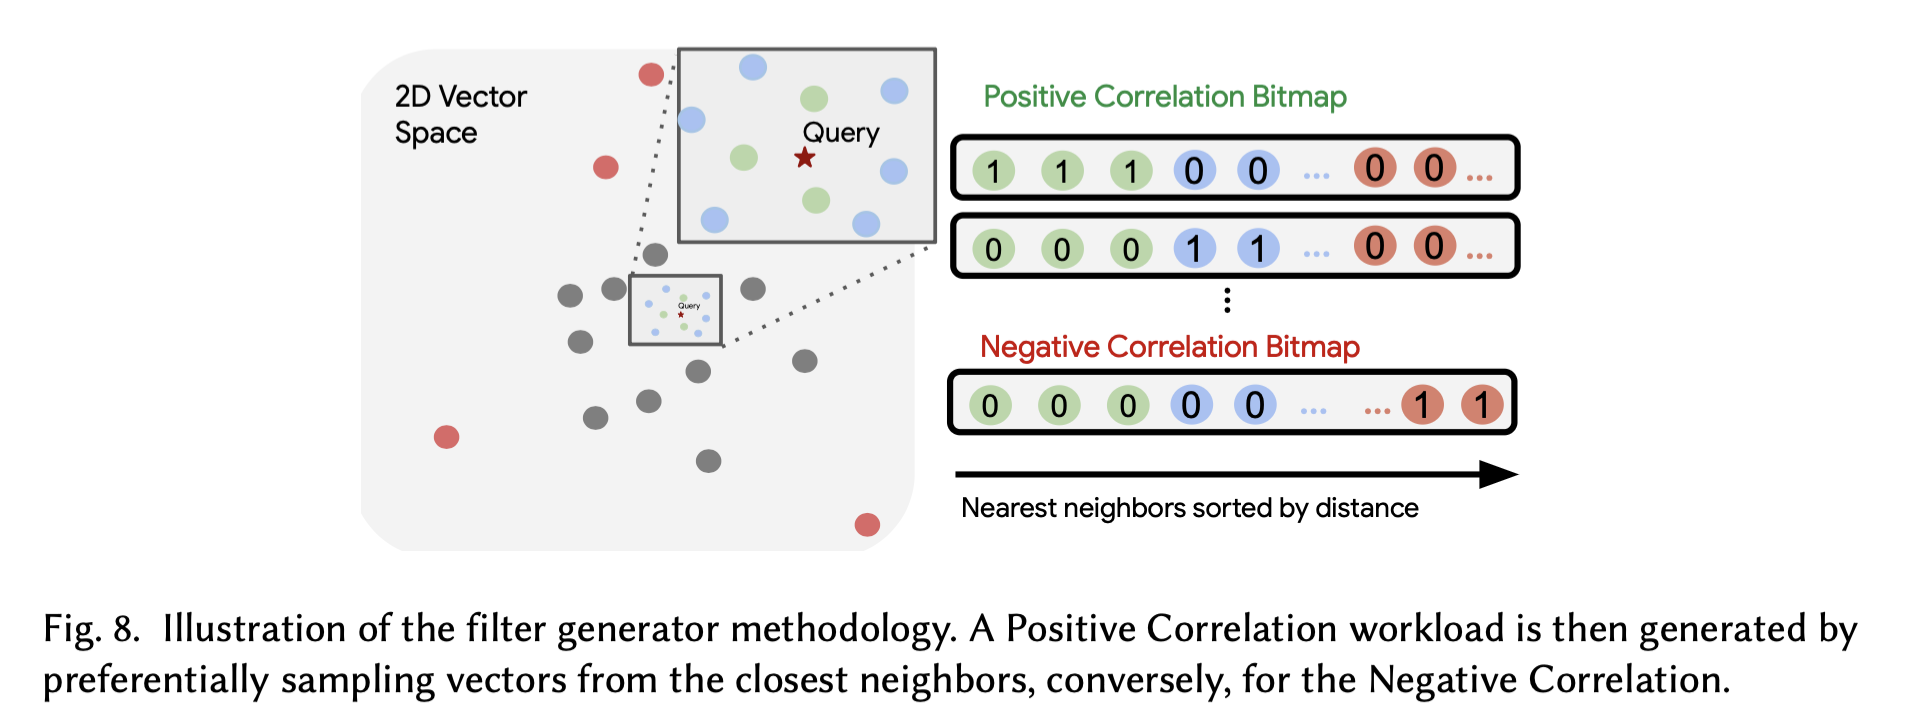 2D Vector
Space
Query
Query
Positive Correlation Bitmap
1 1 1 0 0 ... 0 0 ...
0 0 0 1 1 ... 0 0 ...
Negative Correlation Bitmap
0 0 0 0 0 ... ... 1 1
Nearest neighbors sorted by distance
Fig. 8. Illustration of the filter generator methodology. A Positive Correlation workload is then generated by
preferentially sampling vectors from the closest neighbors, conversely, for the Negative Correlation.